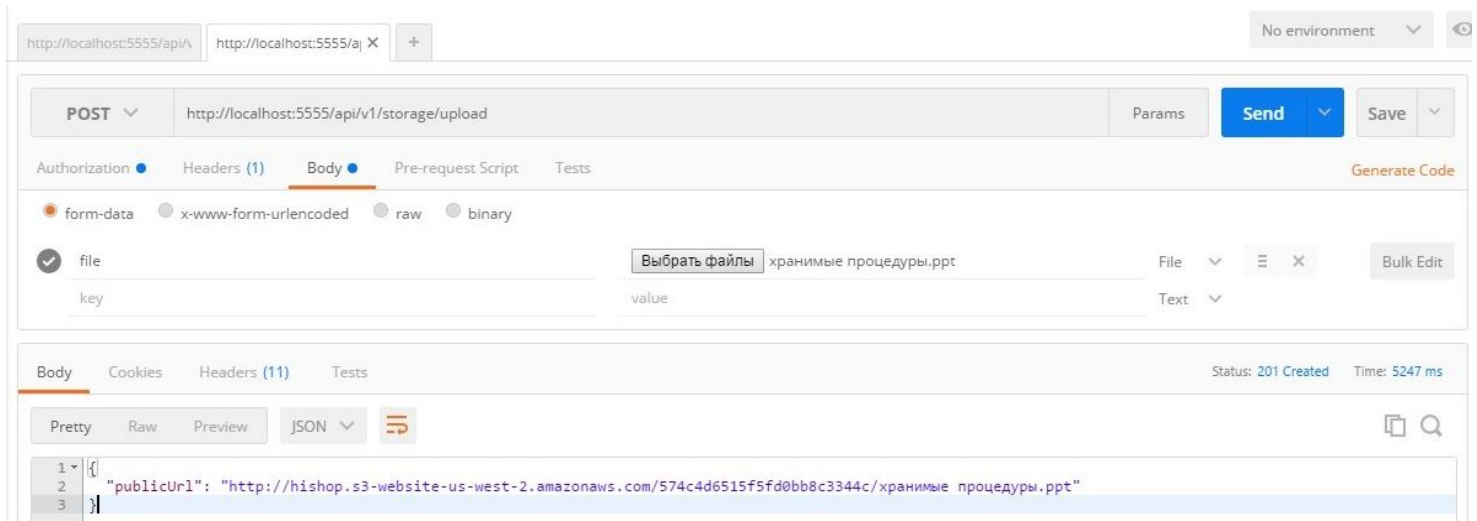 http://localhost:5555/api/v
http://localhost:5555/a
No environment
POST http://localhost:5555/api/v1/storage/upload Params Send Save
Authorization Headers (1) Body Pre-request Script Tests Generate Code
form-data x-www-form-urlencoded raw binary
file Выбрать файлы хранимые процедуры.ppt File Bulk Edit
key value Text
Body Cookies Headers (11) Tests Status: 201 Created Time: 5247 ms
Pretty Raw Preview JSON
1 {
2 "publicUrl": "http://hishop.s3-website-us-west-2.amazonaws.com/574c4d6515f5fd0bb8c3344c/хранимые процедуры.ppt"
3 }